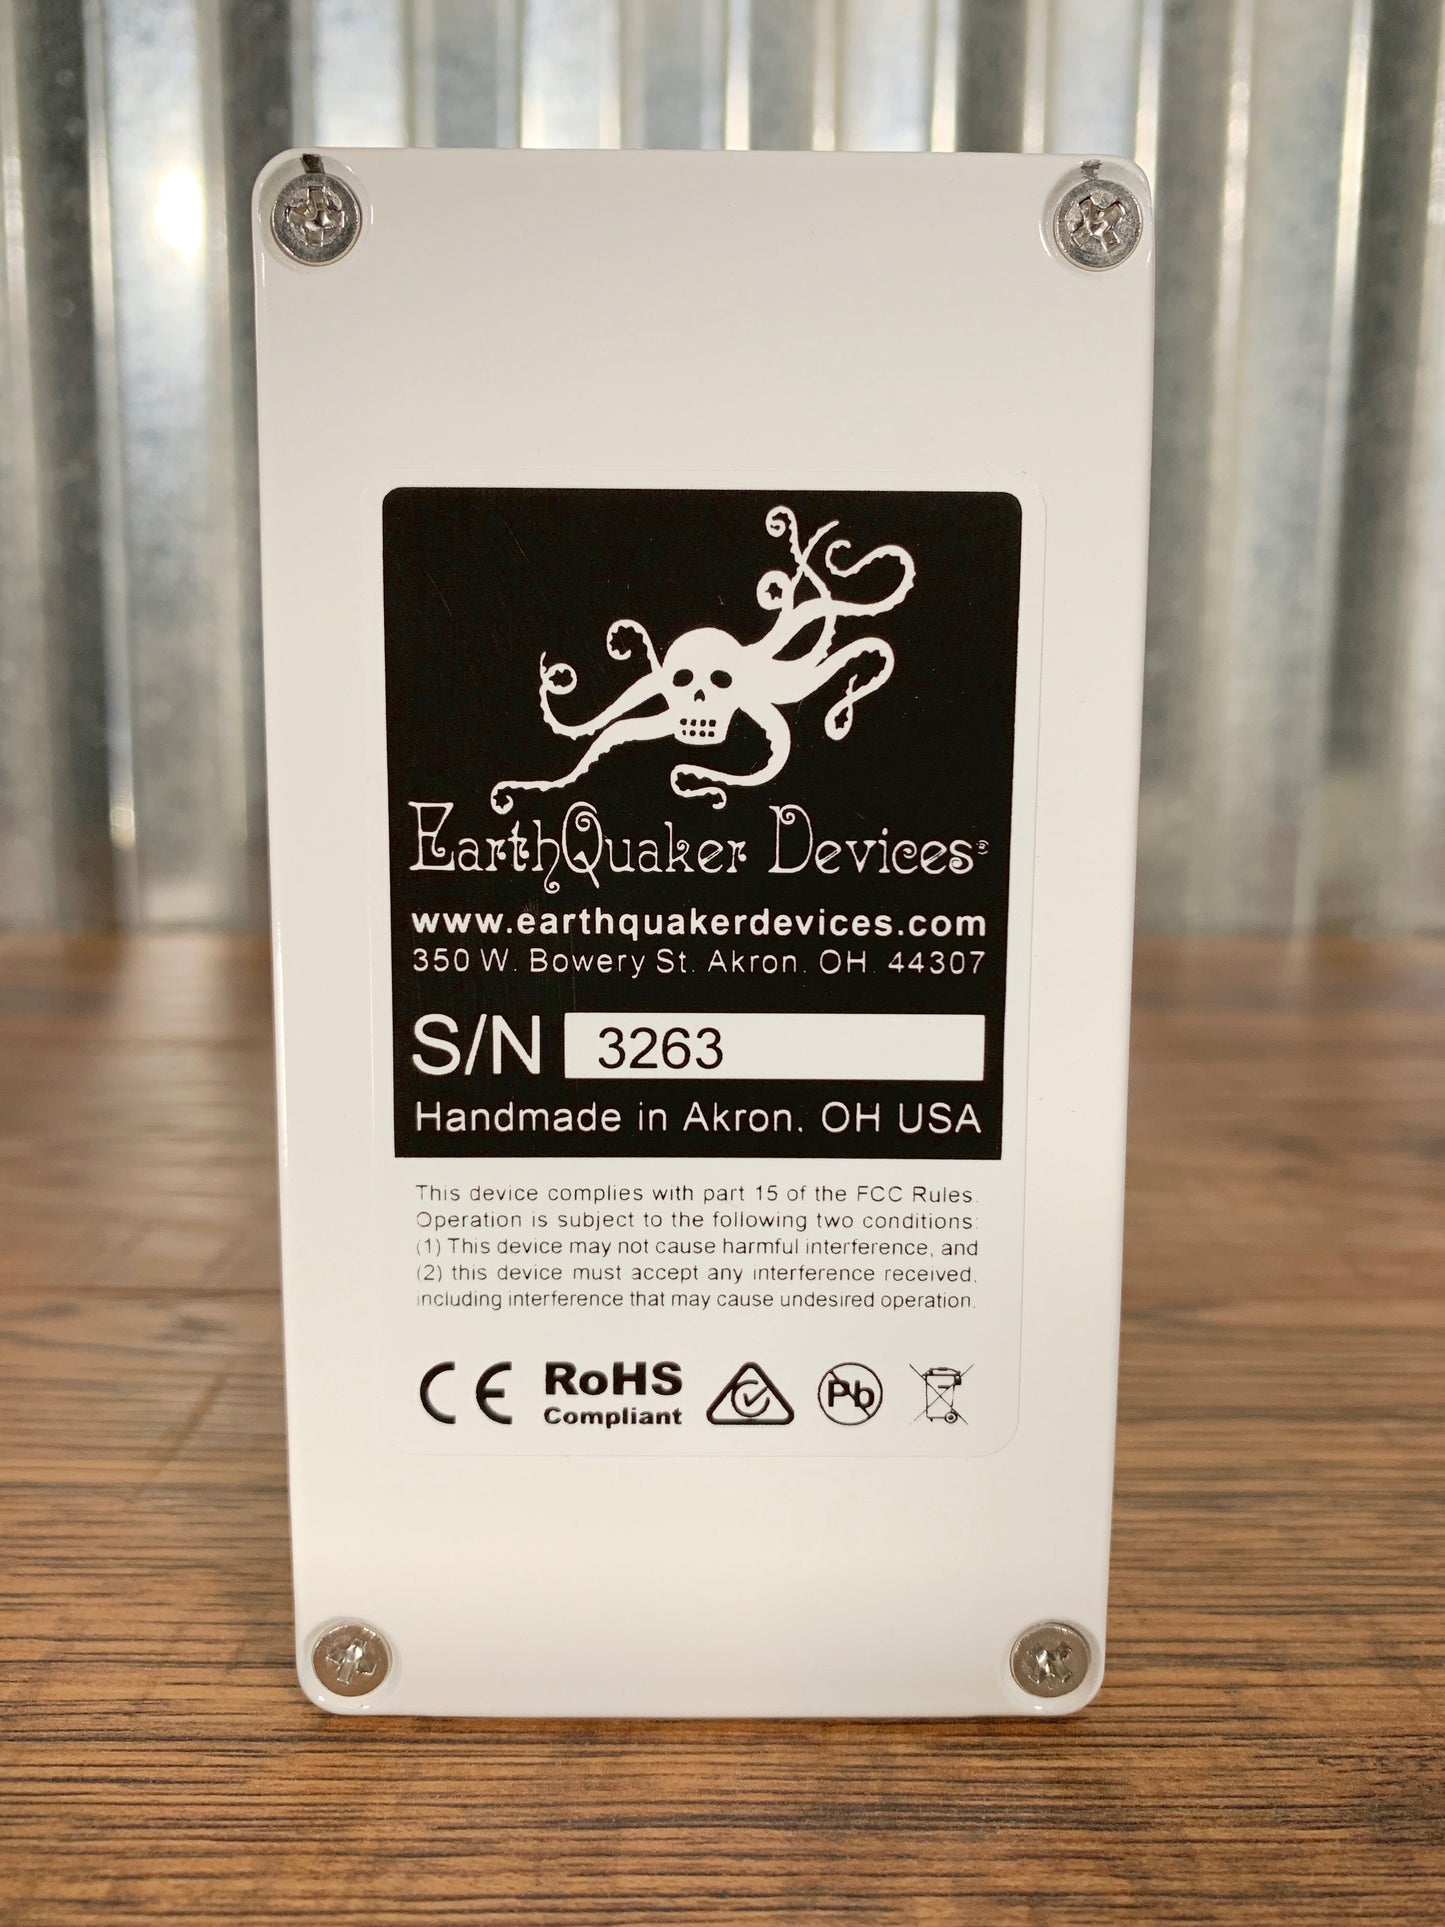 EarthQuaker Devices®
www.earthquakerdevices.com
350 W. Bowery St. Akron, OH 44307
S/N 3263
Handmade in Akron, OH USA
This device complies with part 15 of the FCC Rules.
Operation is subject to the following two conditions:
(1) This device may not cause harmful interference, and
(2) this device must accept any interference received,
including interference that may cause undesired operation.
CE RoHS Compliant Pb